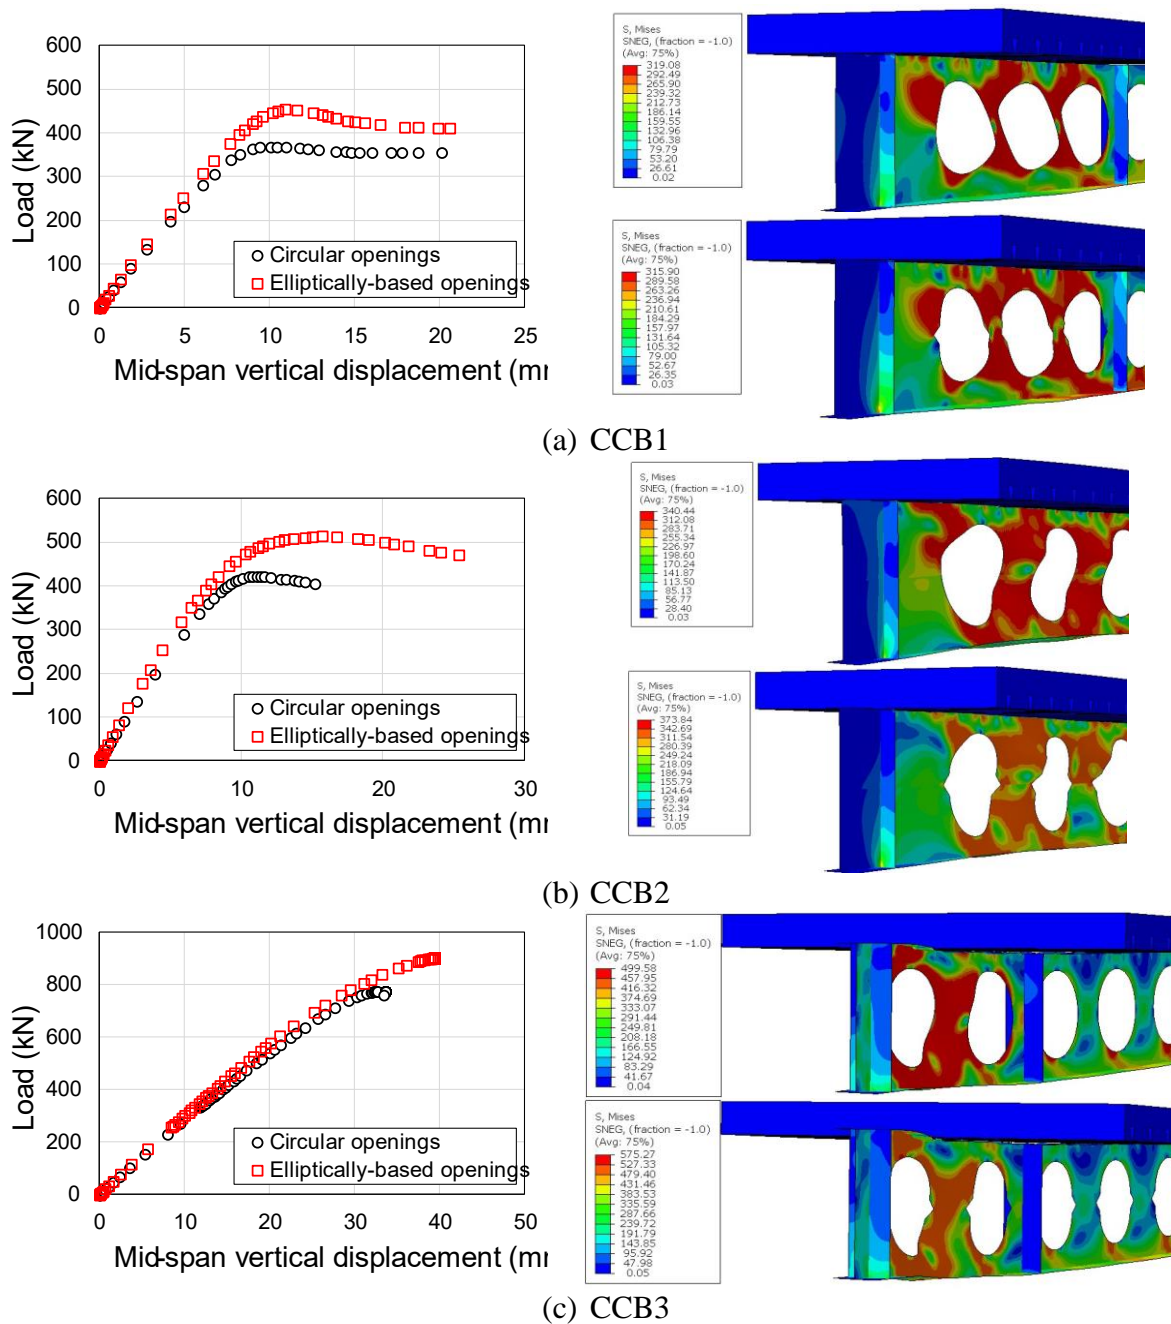 600
500
400
300
200
100
0
Load (kN)
Circular openings
Elliptically-based openings
0 5 10 15 20 25
Mid-span vertical displacement (mm
S, Mises
SNEG, (fraction = -1.0)
(Avg: 75%)
319.08
292.49
265.90
239.32
212.73
186.14
159.55
132.96
106.38
79.79
53.20
26.61
0.02
S, Mises
SNEG, (fraction = -1.0)
(Avg: 75%)
315.90
289.58
263.26
236.94
210.61
184.29
157.97
131.64
105.32
79.00
52.67
26.35
0.03
(a) CCB1
600
500
400
300
200
100
0
Load (kN)
Circular openings
Elliptically-based openings
0 10 20 30
Mid-span vertical displacement (mm
S, Mises
SNEG, (fraction = -1.0)
(Avg: 75%)
340.44
312.08
283.71
255.34
226.97
198.60
170.24
141.87
113.50
85.13
56.77
28.40
0.03
S, Mises
SNEG, (fraction = -1.0)
(Avg: 75%)
373.84
342.69
311.54
280.39
249.24
218.09
186.94
155.79
124.64
93.49
62.34
31.19
0.05
(b) CCB2
1000
800
600
400
200
0
Load (kN)
Circular openings
Elliptically-based openings
0 10 20 30 40 50
Mid-span vertical displacement (mm
S, Mises
SNEG, (fraction = -1.0)
(Avg: 75%)
499.58
457.95
416.32
374.69
333.07
291.44
249.81
208.18
166.55
124.92
83.29
41.67
0.04
S, Mises
SNEG, (fraction = -1.0)
(Avg: 75%)
575.27
527.33
479.40
431.46
383.53
335.59
287.66
239.72
191.79
143.85
95.92
47.98
0.05
(c) CCB3